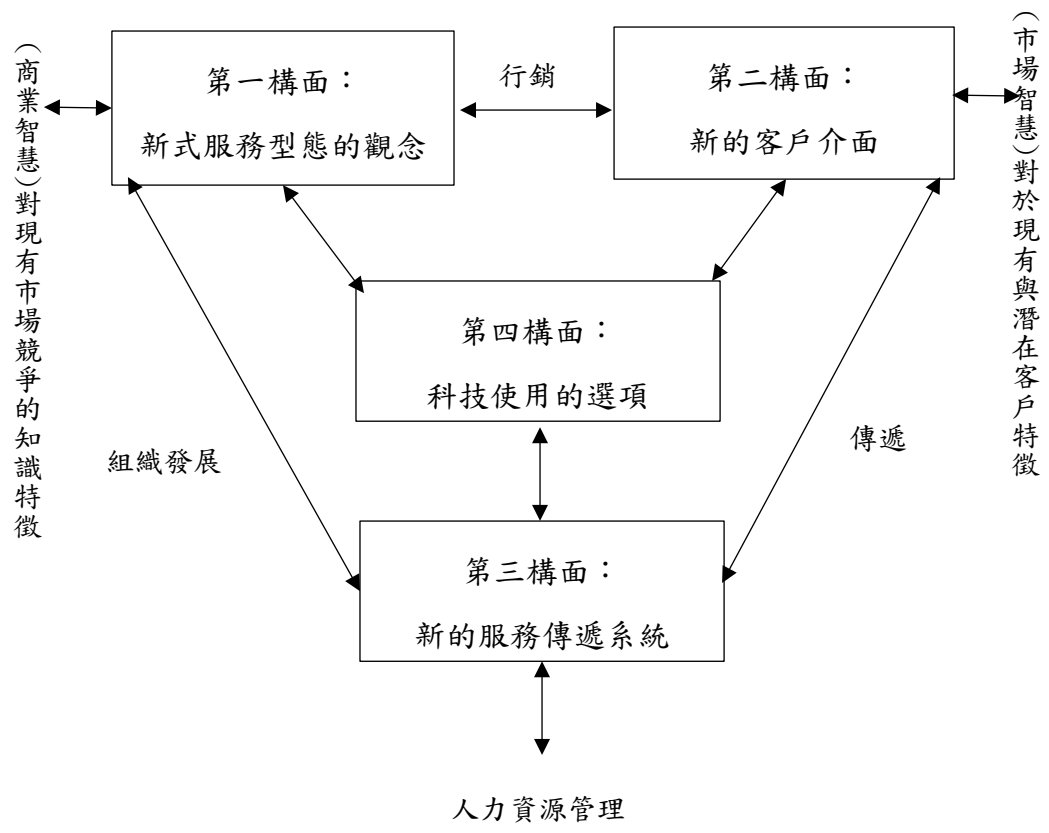 ︵商業智慧︶對現有市場競爭的知識特徵
第一構面：
新式服務型態的觀念
行銷
第二構面：
新的客戶介面
︵市場智慧︶對於現有與潛在客戶特徵
第四構面：
科技使用的選項
組織發展
傳遞
第三構面：
新的服務傳遞系統
人力資源管理